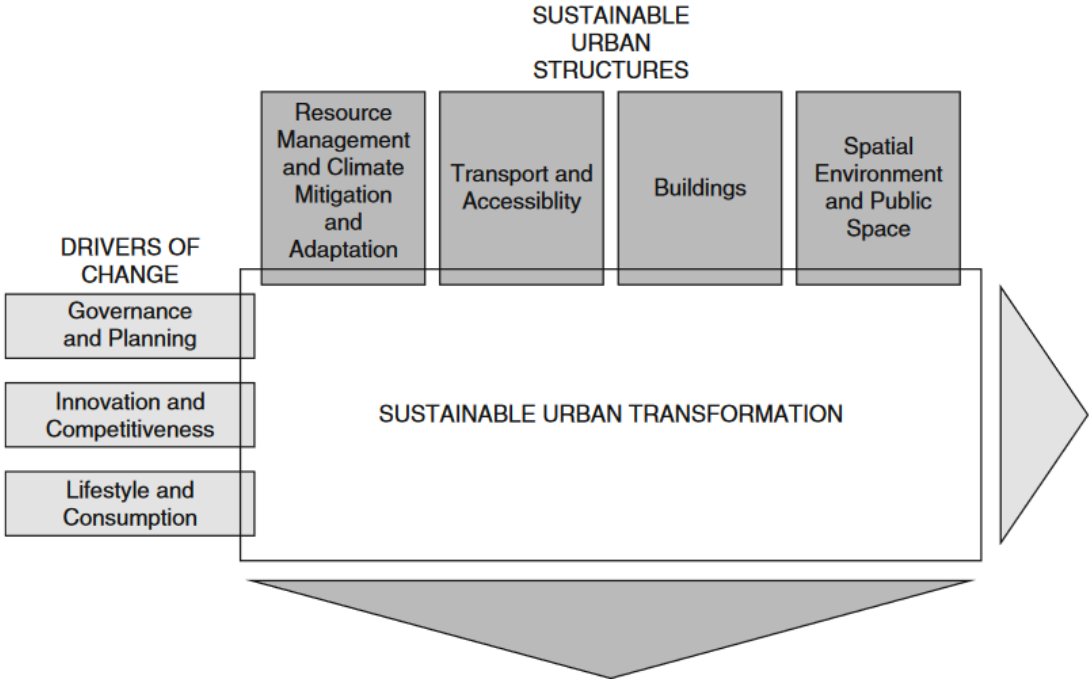 SUSTAINABLE
URBAN
STRUCTURES
Resource
Management
and Climate
Mitigation
and
Adaptation
Transport and
Accessiblity
Buildings
Spatial
Environment
and Public
Space
DRIVERS OF
CHANGE
Governance
and Planning
Innovation and
Competitiveness
Lifestyle and
Consumption
SUSTAINABLE URBAN TRANSFORMATION